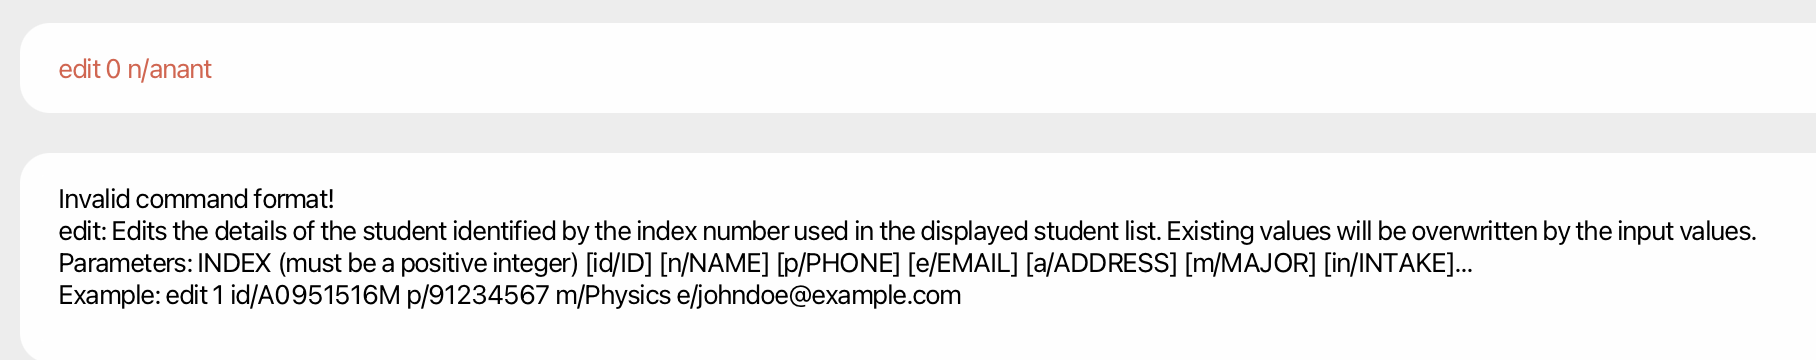 edit 0 n/anant
Invalid command format!
edit: Edits the details of the student identified by the index number used in the displayed student list. Existing values will be overwritten by the input values.
Parameters: INDEX (must be a positive integer) [id/ID] [n/NAME] [p/PHONE] [e/EMAIL] [a/ADDRESS] [m/MAJOR] [in/INTAKE]...
Example: edit 1 id/A0951516M p/91234567 m/Physics e/johndoe@example.com